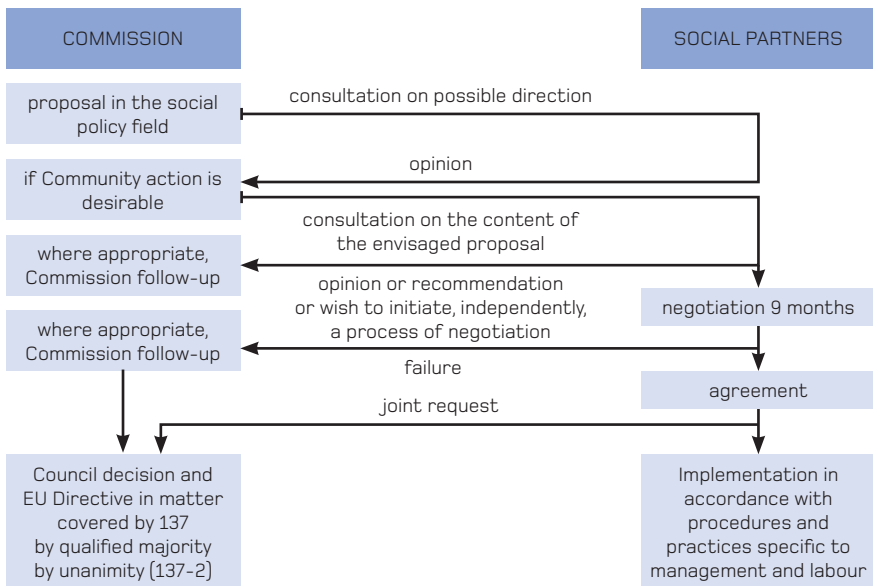 COMMISSION
SOCIAL PARTNERS
proposal in the social
policy field
consultation on possible direction
opinion
if Community action is
desirable
consultation on the content of
the envisaged proposal
where appropriate,
Commission follow-up
opinion or recommendation
or wish to initiate, independently,
a process of negotiation
negotiation 9 months
where appropriate,
Commission follow-up
failure
agreement
joint request
Council decision and
EU Directive in matter
covered by 137
by qualified majority
by unanimity (137-2)
Implementation in
accordance with
procedures and
practices specific to
management and labour